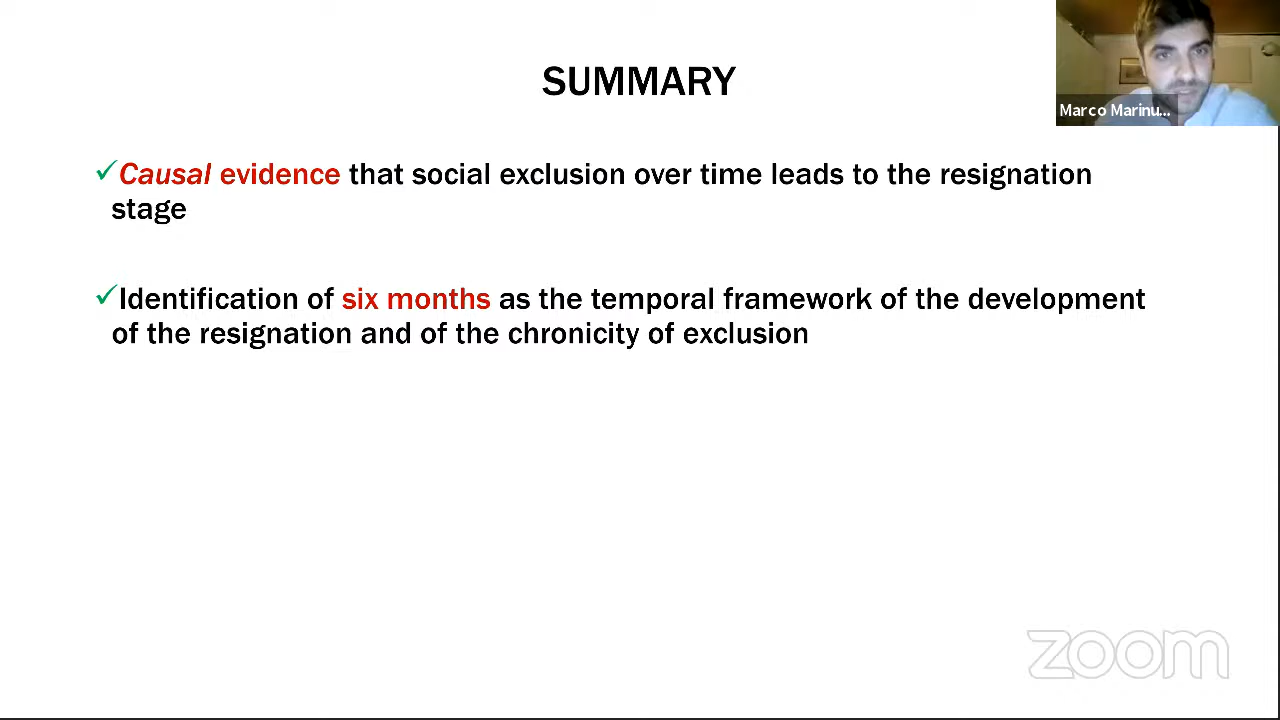 SUMMARY
Marco Marinu...
✓Causal evidence that social exclusion over time leads to the resignation
stage
✓Identification of six months as the temporal framework of the development
of the resignation and of the chronicity of exclusion
zoom